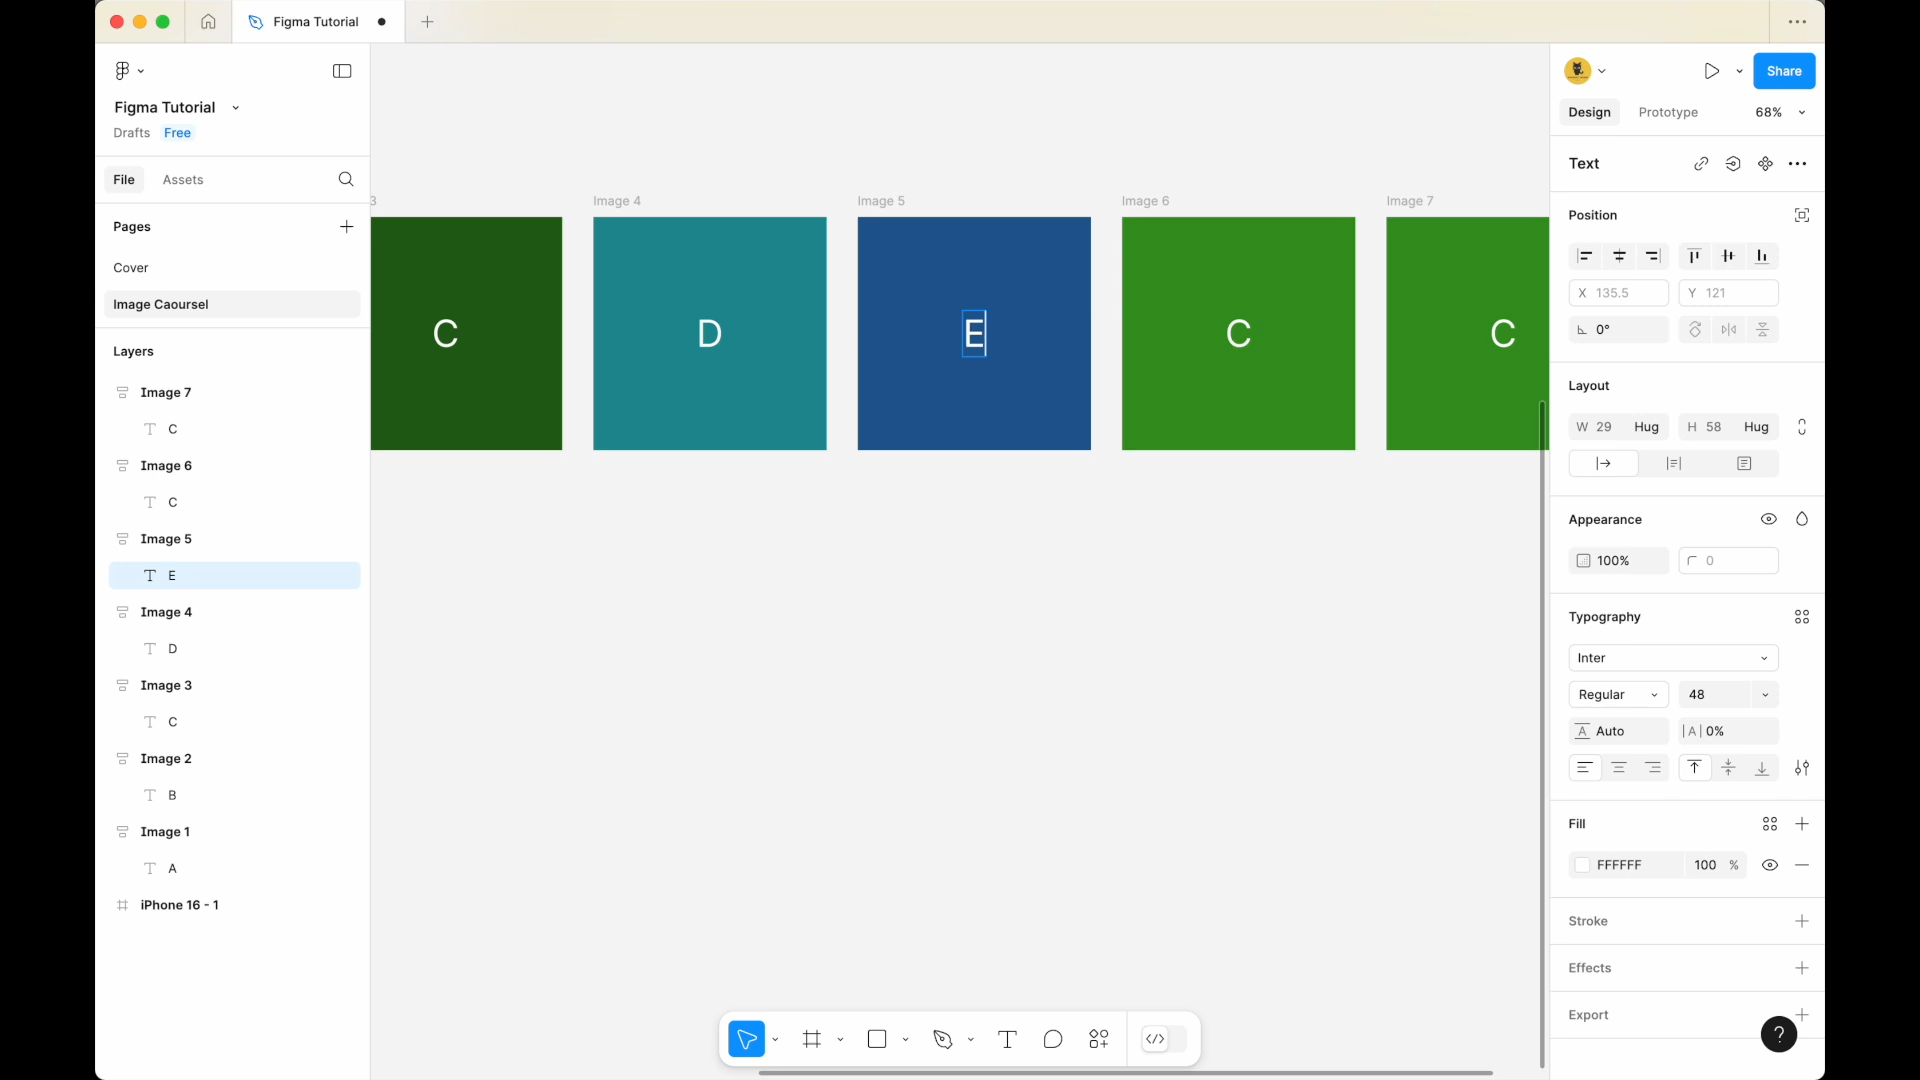 Figma Tutorial
Figma Tutorial
Drafts Free
File Assets
Pages
Cover
Image Caoursel
Layers
Image 7
C
Image 6
C
Image 5
E
Image 4
D
Image 3
C
Image 2
B
Image 1
A
iPhone 16 - 1
3 Image 4 Image 5 Image 6 Image 7
C D E C C
Share
Design Prototype 68%
Text
Position
X 135.5 Y 121
0°
Layout
W 29 Hug H 58 Hug
Appearance
100% 0
Typography
Inter
Regular 48
A Auto |A| 0%
Fill
FFFFFF 100 %
Stroke
Effects
Export
?